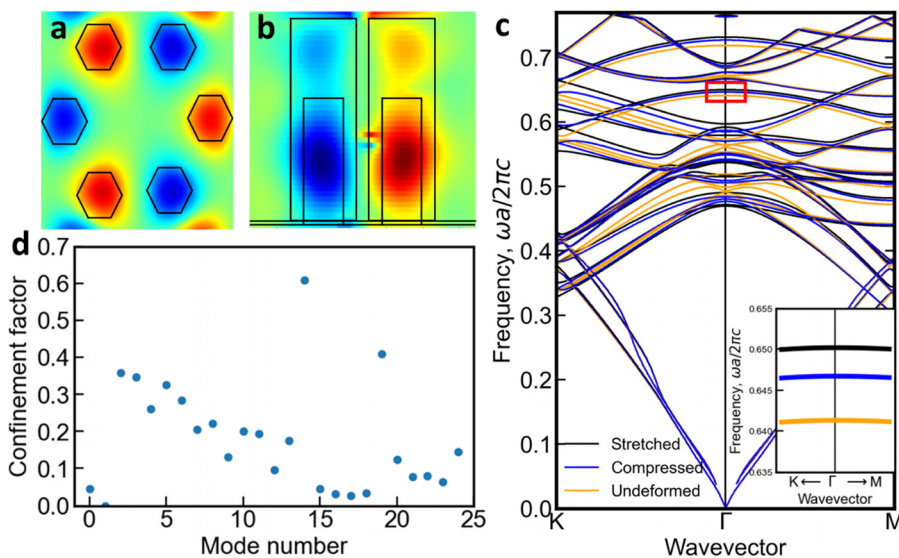 a
b
c
Frequency, ωa/2πc
0.7
0.6
0.5
0.4
0.3
0.2
0.1
0.0
K
Γ
M
Wavevector
Stretched
Compressed
Undeformed
Frequency, ωa/2πc
0.655
0.650
0.645
0.640
0.635
K ← Γ → M
Wavevector
d
Confinement factor
0.7
0.6
0.5
0.4
0.3
0.2
0.1
0.0
0 5 10 15 20 25
Mode number